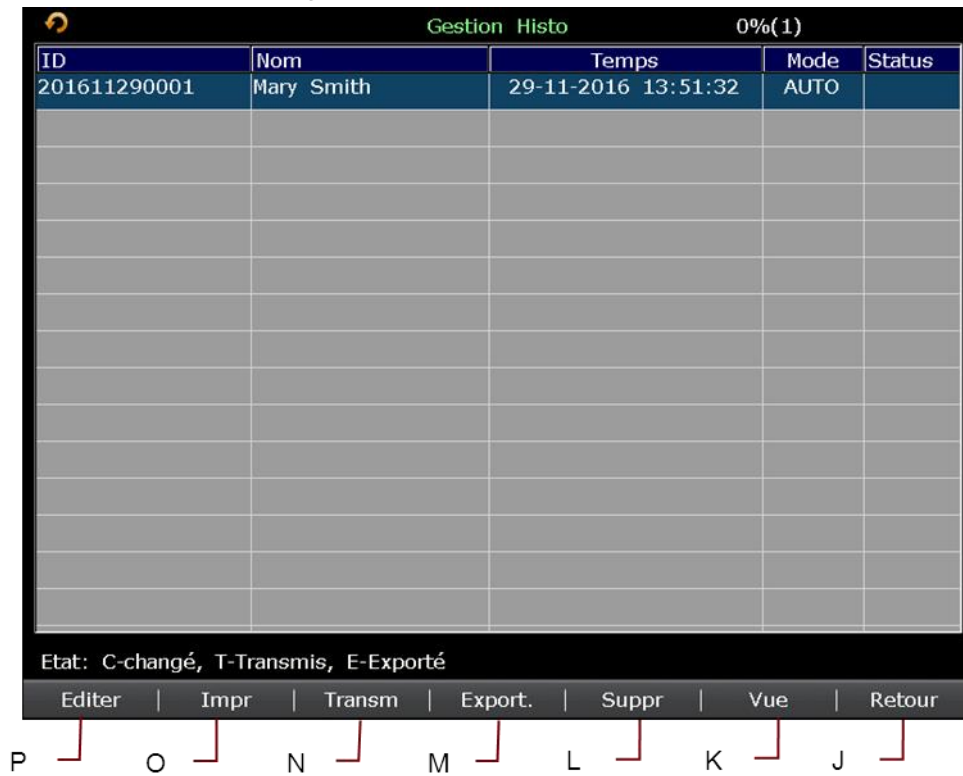 Gestion Histo 0%(1)
ID Nom Temps Mode Status
201611290001 Mary Smith 29-11-2016 13:51:32 AUTO
Etat: C-changé, T-Transmis, E-Exporté
Editer | Impr | Transm | Export. | Suppr | Vue | Retour
P O N M L K J